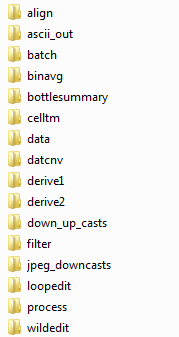 align
ascii_out
batch
binavg
bottlesummary
celltm
data
datcnv
derive1
derive2
down_up_casts
filter
jpeg_downcasts
loopedit
process
wildedit